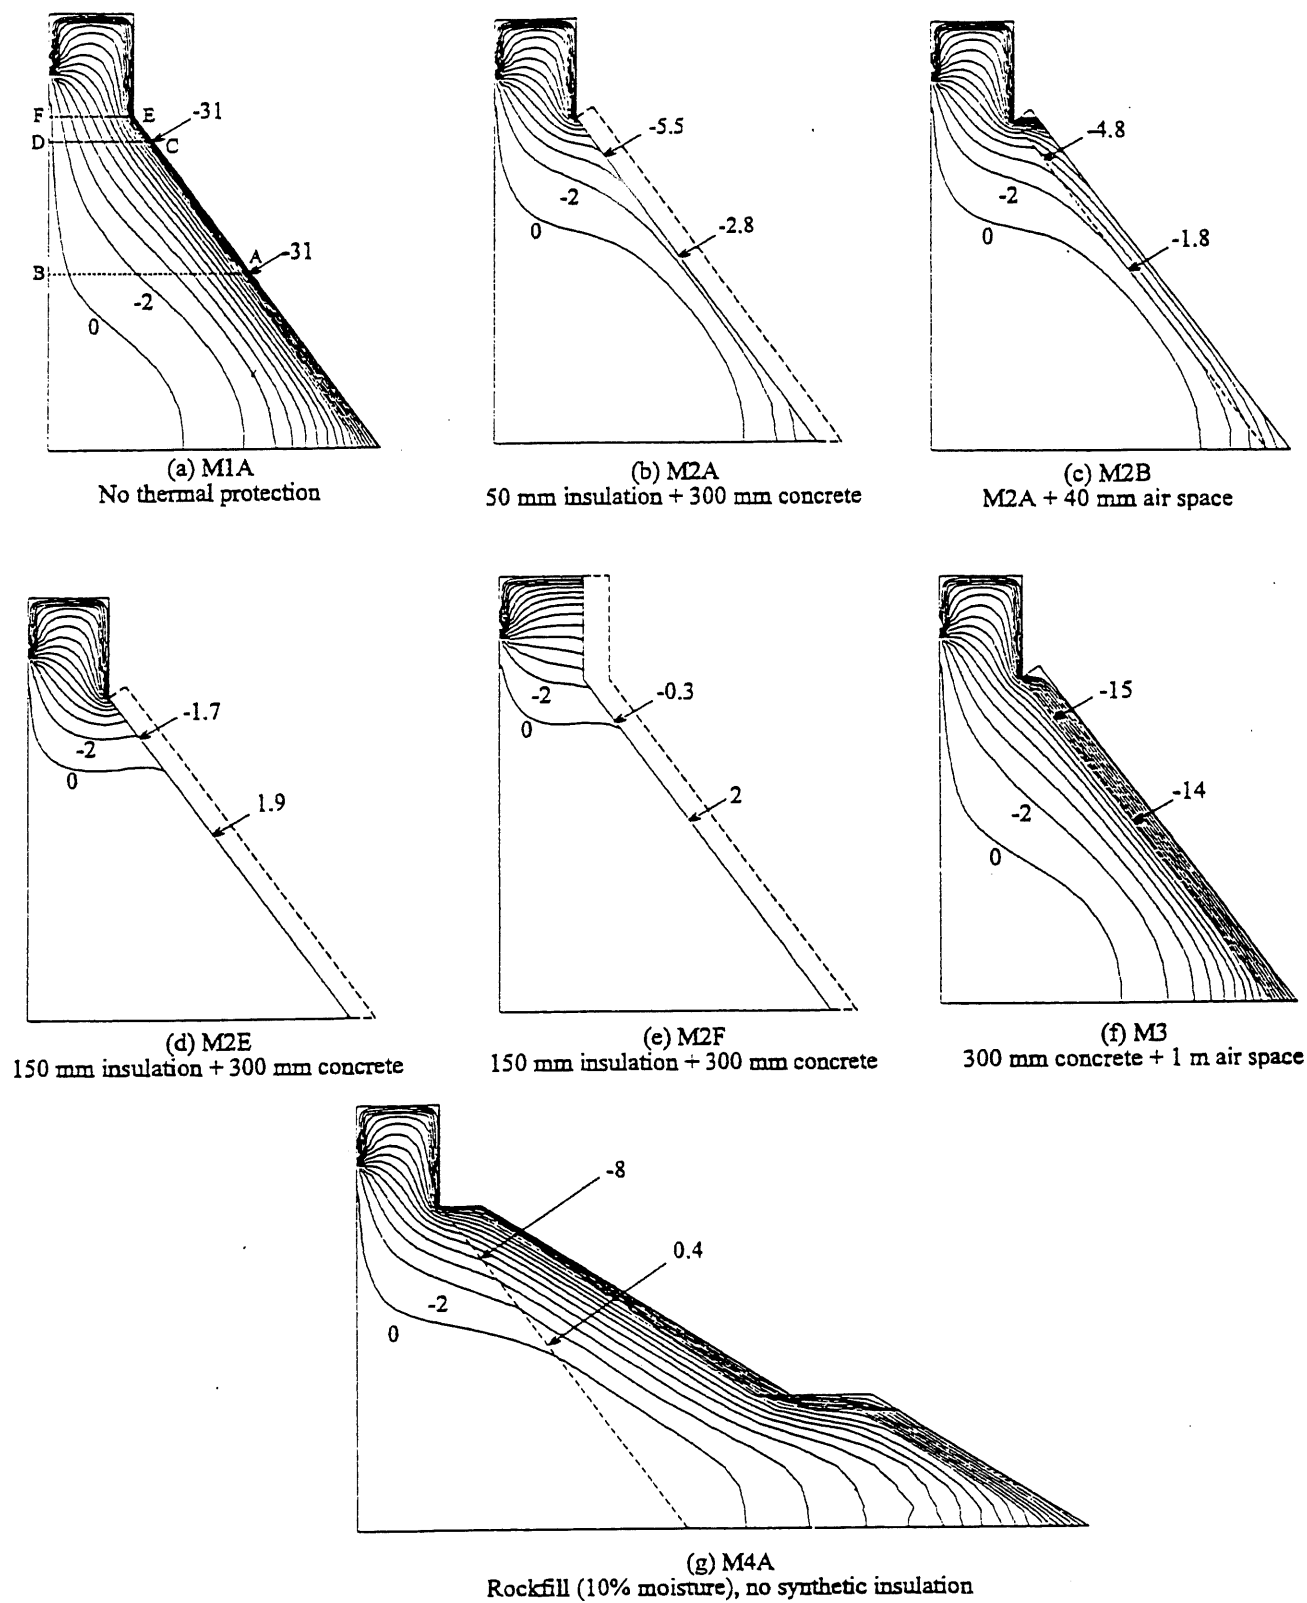 F
E
-31
D
C
A
-31
B
-2
0
(a) M1A
No thermal protection
-5.5
-2
-2.8
0
(b) M2A
50 mm insulation + 300 mm concrete
-4.8
-2
-1.8
0
(c) M2B
M2A + 40 mm air space
-1.7
-2
0
1.9
(d) M2E
150 mm insulation + 300 mm concrete
-2
-0.3
0
2
(e) M2F
150 mm insulation + 300 mm concrete
-15
-14
-2
0
(f) M3
300 mm concrete + 1 m air space
-8
0.4
-2
0
(g) M4A
Rockfill (10% moisture), no synthetic insulation